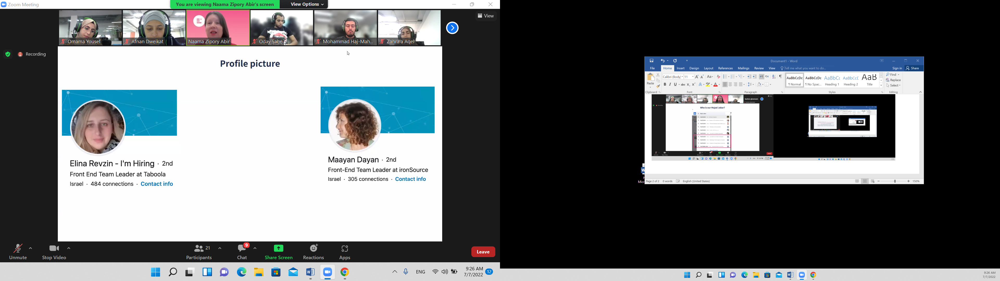 Zoom Meeting
You are viewing Naama Zipory Abir's screen
View Options
View
Omama Yousef
Afnan Dweikat
Naama Zipory Abir
Oday Sabe
Mohammad Haj-Mah...
Zahra'a Aqel
Recording
Profile picture
Elina Revzin - I'm Hiring · 2nd
Front End Team Leader at Taboola
Israel · 484 connections · Contact info
Maayan Dayan · 2nd
Front-End Team Leader at ironSource
Israel · 305 connections · Contact info
Unmute
Stop Video
21
Participants
9
Chat
Share Screen
Reactions
Apps
Leave
ENG
9:26 AM
7/7/2022
12
Document1 - Word
File Home Insert Design Layout References Mailings Review View Tell me what you want to do... Sign in Share
Paste
Calibri (Body) 11
AaBbCcDc AaBbCcDc AaBbCc AaBbCcC AaB
¶ Normal ¶ No Spac... Heading 1 Heading 2 Title
Find
Replace
Select
Clipboard Font Paragraph Styles Editing
bashar ghannam
Who is our Majad Jabar?
Page 2 of 2 0 words English (United States) 150%
9:26 AM
7/7/2022